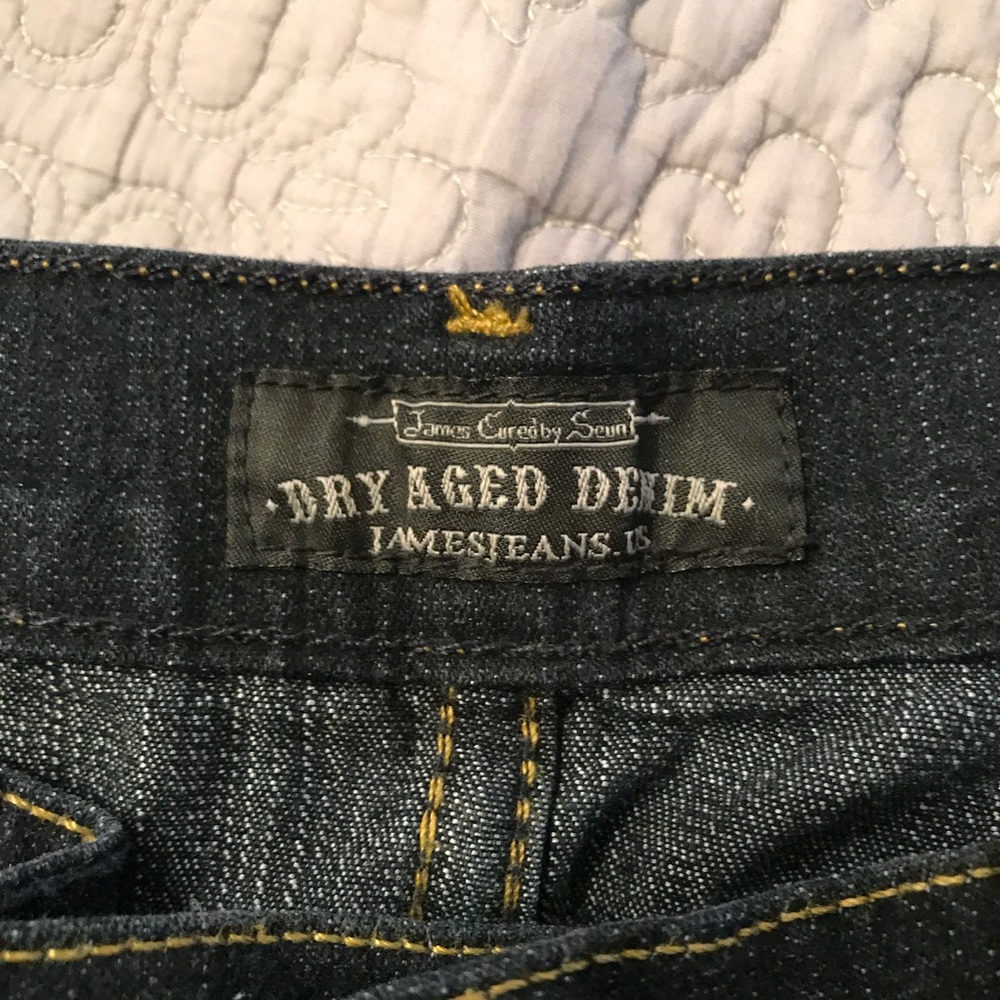 James Cured by Seun
·DRY AGED DENIM·
JAMESJEANS.US